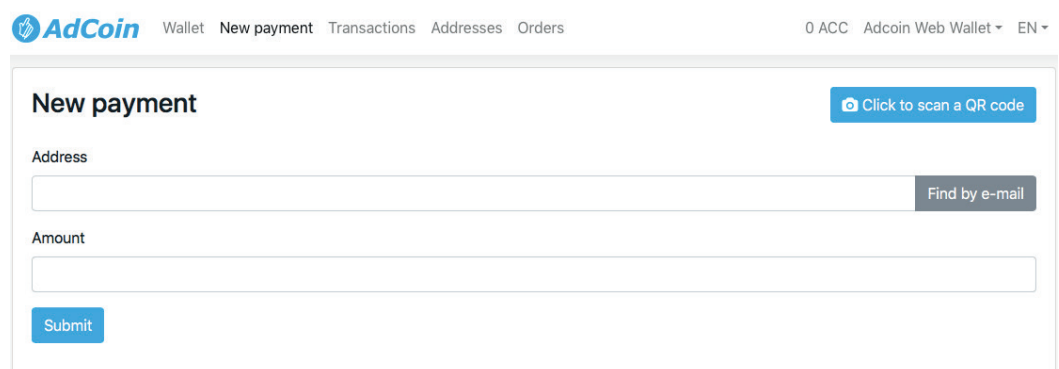 AdCoin Wallet New payment Transactions Addresses Orders 0 ACC Adcoin Web Wallet EN
New payment Click to scan a QR code
Address
Find by e-mail
Amount
Submit